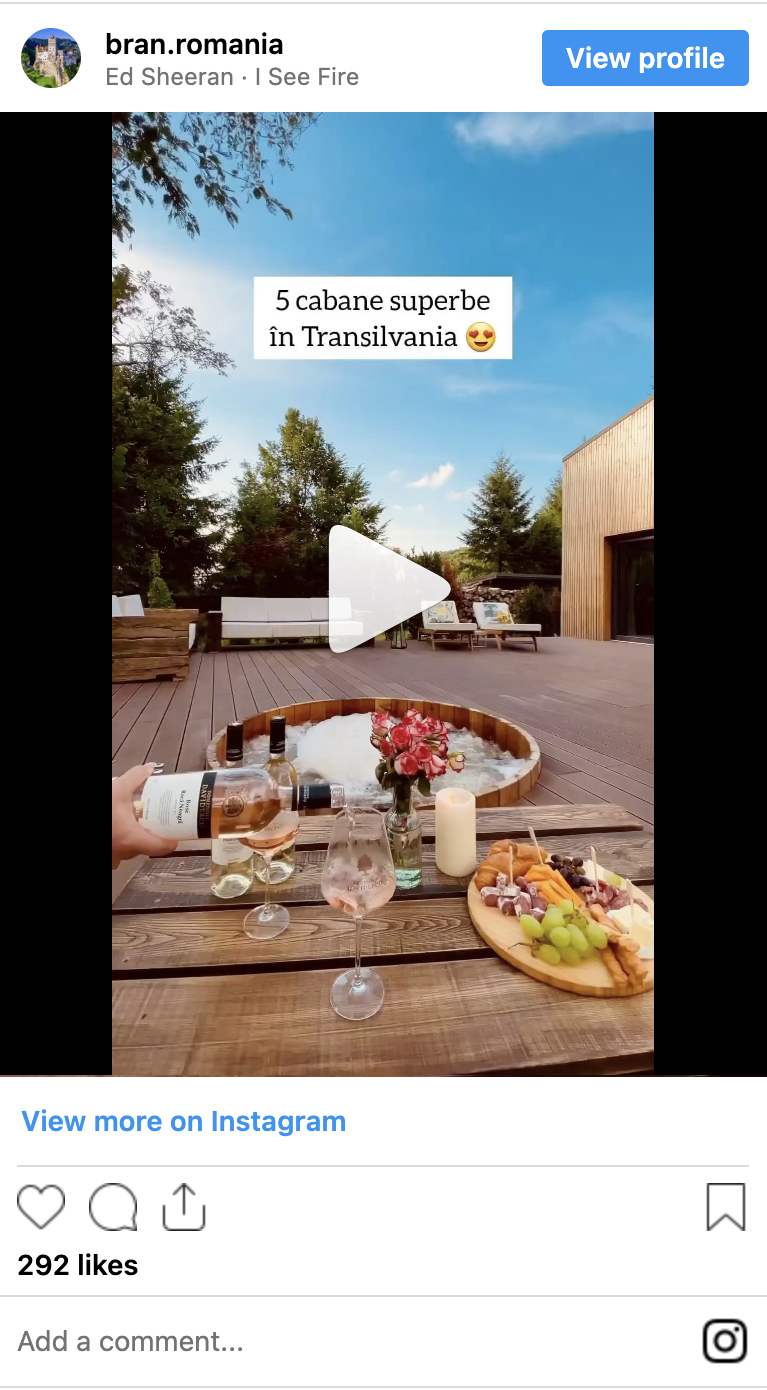 bran.romania
Ed Sheeran · I See Fire
View profile
5 cabane superbe
în Transilvania 😍
View more on Instagram
292 likes
Add a comment...